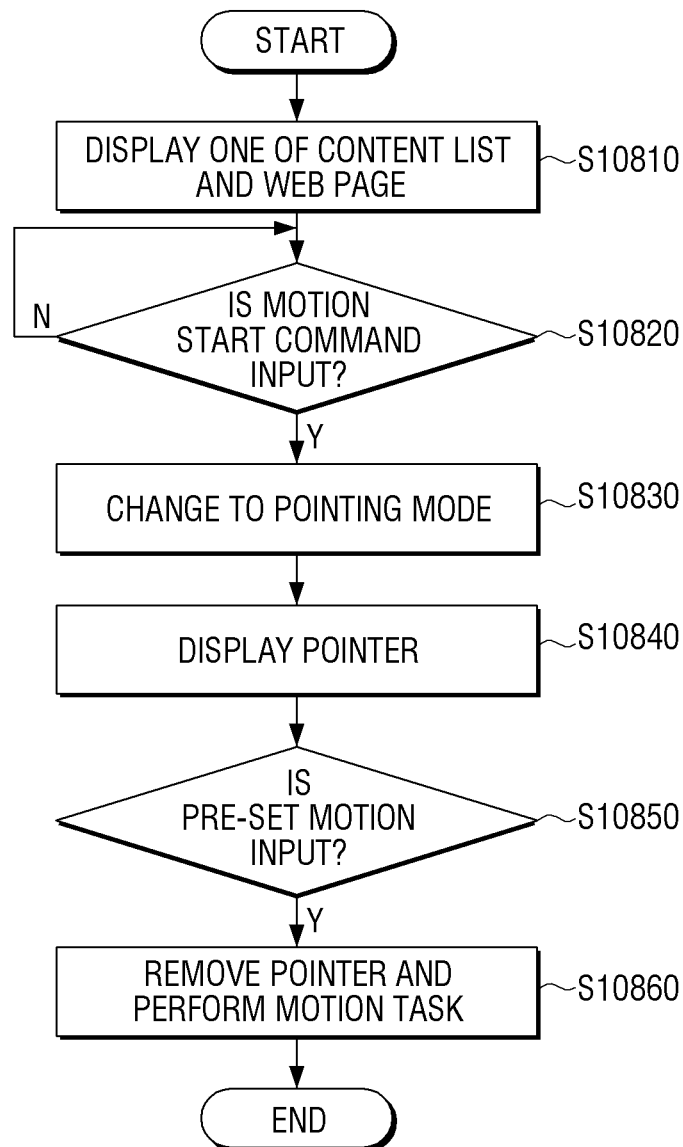 START
DISPLAY ONE OF CONTENT LIST
AND WEB PAGE
S10810
N
IS MOTION
START COMMAND
INPUT?
S10820
Y
CHANGE TO POINTING MODE
S10830
DISPLAY POINTER
S10840
IS
PRE-SET MOTION
INPUT?
S10850
Y
REMOVE POINTER AND
PERFORM MOTION TASK
S10860
END